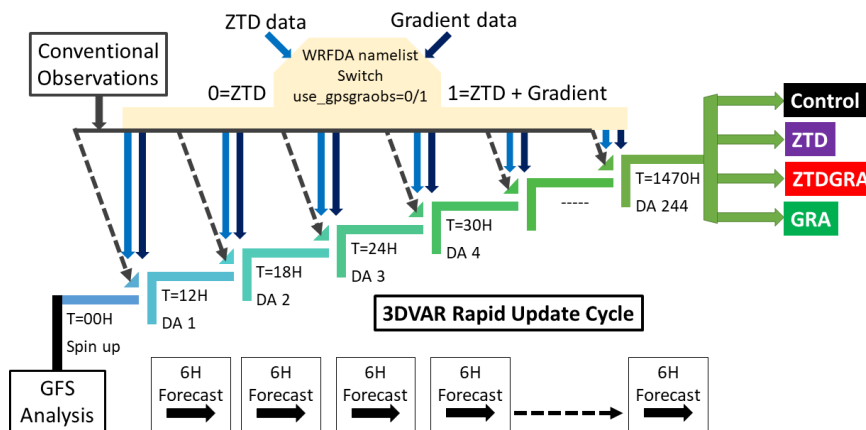 ZTD data
Gradient data
Conventional
Observations
WRFDA namelist
Switch
use_gpsgraobs=0/1
0=ZTD
1=ZTD + Gradient
Control
ZTD
ZTDGRA
GRA
T=1470H
DA 244
-----
T=30H
DA 4
T=24H
DA 3
T=18H
DA 2
T=12H
DA 1
T=00H
Spin up
3DVAR Rapid Update Cycle
GFS
Analysis
6H
Forecast
6H
Forecast
6H
Forecast
6H
Forecast
6H
Forecast